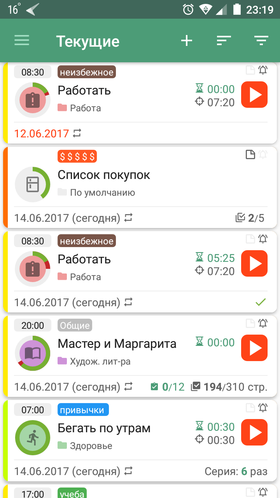 16° 23:19
Текущие
08:30 неизбежное
Работать 00:00
Работа 07:20
12.06.2017
$ $ $ $ $
Список покупок
По умолчанию
14.06.2017 (сегодня) 2/5
08:30 неизбежное
Работать 05:25
Работа 07:20
14.06.2017 (сегодня)
20:00 Общие
Мастер и Маргарита 00:00
Худож. лит-ра
14.06.2017 (сегодня) 0/12 194/310 стр.
07:00 привычки
Бегать по утрам 00:30
Здоровье 00:30
14.06.2017 (сегодня) Серия: 6 раз
17:00 учеба